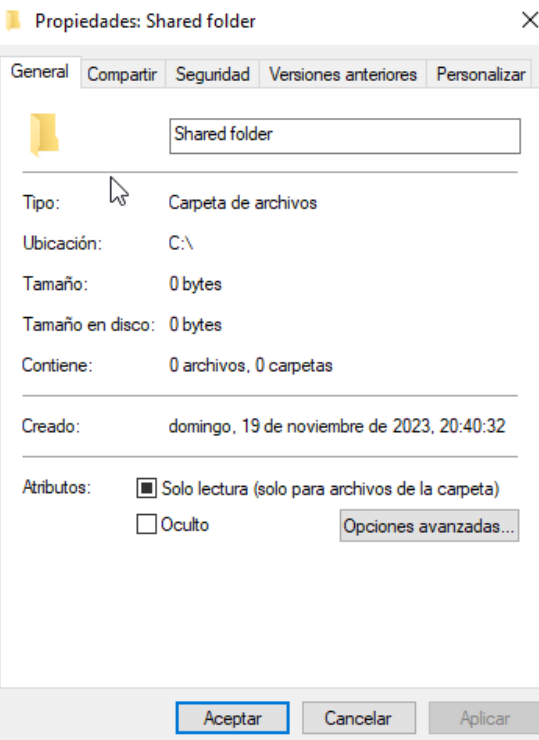 Propiedades: Shared folder
General Compartir Seguridad Versiones anteriores Personalizar
Shared folder
Tipo: Carpeta de archivos
Ubicación: C:\
Tamaño: 0 bytes
Tamaño en disco: 0 bytes
Contiene: 0 archivos, 0 carpetas
Creado: domingo, 19 de noviembre de 2023, 20:40:32
Atributos: Solo lectura (solo para archivos de la carpeta)
Oculto Opciones avanzadas...
Aceptar Cancelar Aplicar